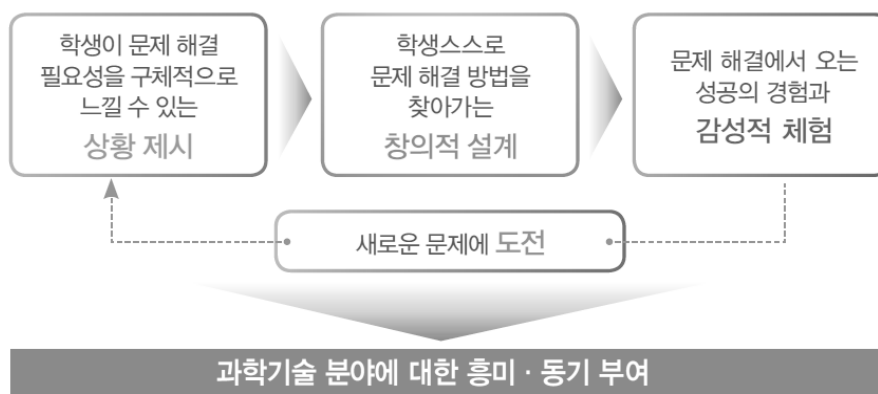 학생이 문제 해결
필요성을 구체적으로
느낄 수 있는
상황 제시
학생스스로
문제 해결 방법을
찾아가는
창의적 설계
문제 해결에서 오는
성공의 경험과
감성적 체험
새로운 문제에 도전
과학기술 분야에 대한 흥미 · 동기 부여